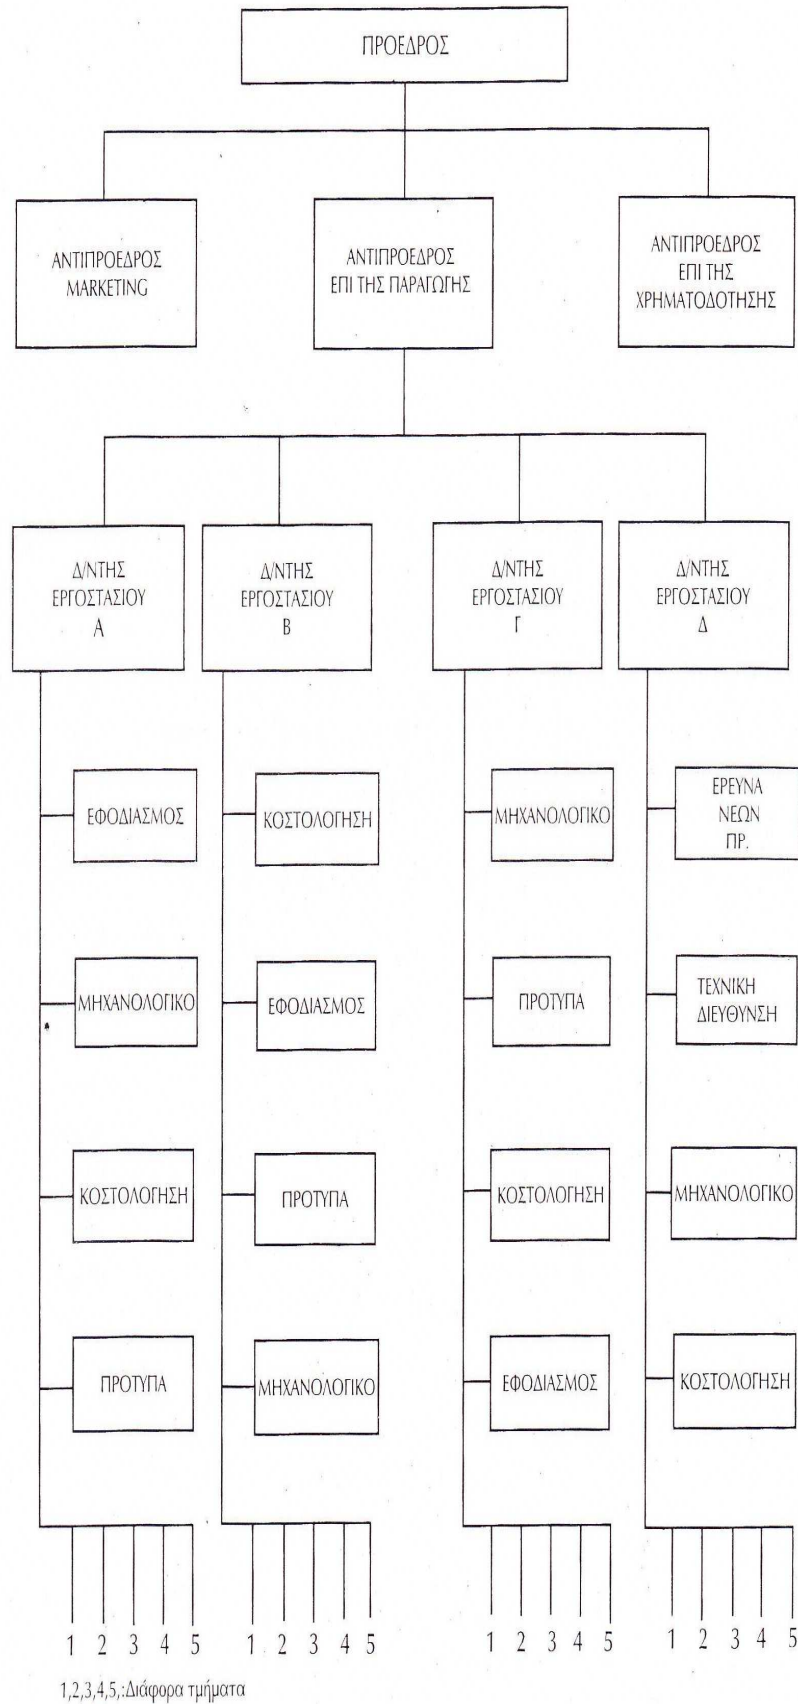 ΠΡΟΕΔΡΟΣ
ΑΝΤΙΠΡΟΕΔΡΟΣ
MARKETING
ΑΝΤΙΠΡΟΕΔΡΟΣ
ΕΠΙ ΤΗΣ ΠΑΡΑΓΩΓΗΣ
ΑΝΤΙΠΡΟΕΔΡΟΣ
ΕΠΙ ΤΗΣ
ΧΡΗΜΑΤΟΔΟΤΗΣΗΣ
Δ/ΝΤΗΣ
ΕΡΓΟΣΤΑΣΙΟΥ
Α
Δ/ΝΤΗΣ
ΕΡΓΟΣΤΑΣΙΟΥ
Β
Δ/ΝΤΗΣ
ΕΡΓΟΣΤΑΣΙΟΥ
Γ
Δ/ΝΤΗΣ
ΕΡΓΟΣΤΑΣΙΟΥ
Δ
ΕΦΟΔΙΑΣΜΟΣ
ΚΟΣΤΟΛΟΓΗΣΗ
ΜΗΧΑΝΟΛΟΓΙΚΟ
ΕΡΕΥΝΑ
ΝΕΩΝ
ΠΡ.
ΜΗΧΑΝΟΛΟΓΙΚΟ
ΕΦΟΔΙΑΣΜΟΣ
ΠΡΟΤΥΠΑ
ΤΕΧΝΙΚΗ
ΔΙΕΥΘΥΝΣΗ
ΚΟΣΤΟΛΟΓΗΣΗ
ΠΡΟΤΥΠΑ
ΚΟΣΤΟΛΟΓΗΣΗ
ΜΗΧΑΝΟΛΟΓΙΚΟ
ΠΡΟΤΥΠΑ
ΜΗΧΑΝΟΛΟΓΙΚΟ
ΕΦΟΔΙΑΣΜΟΣ
ΚΟΣΤΟΛΟΓΗΣΗ
1 2 3 4 5
1 2 3 4 5
1 2 3 4 5
1 2 3 4 5
1,2,3,4,5,:Διάφορα τμήματα